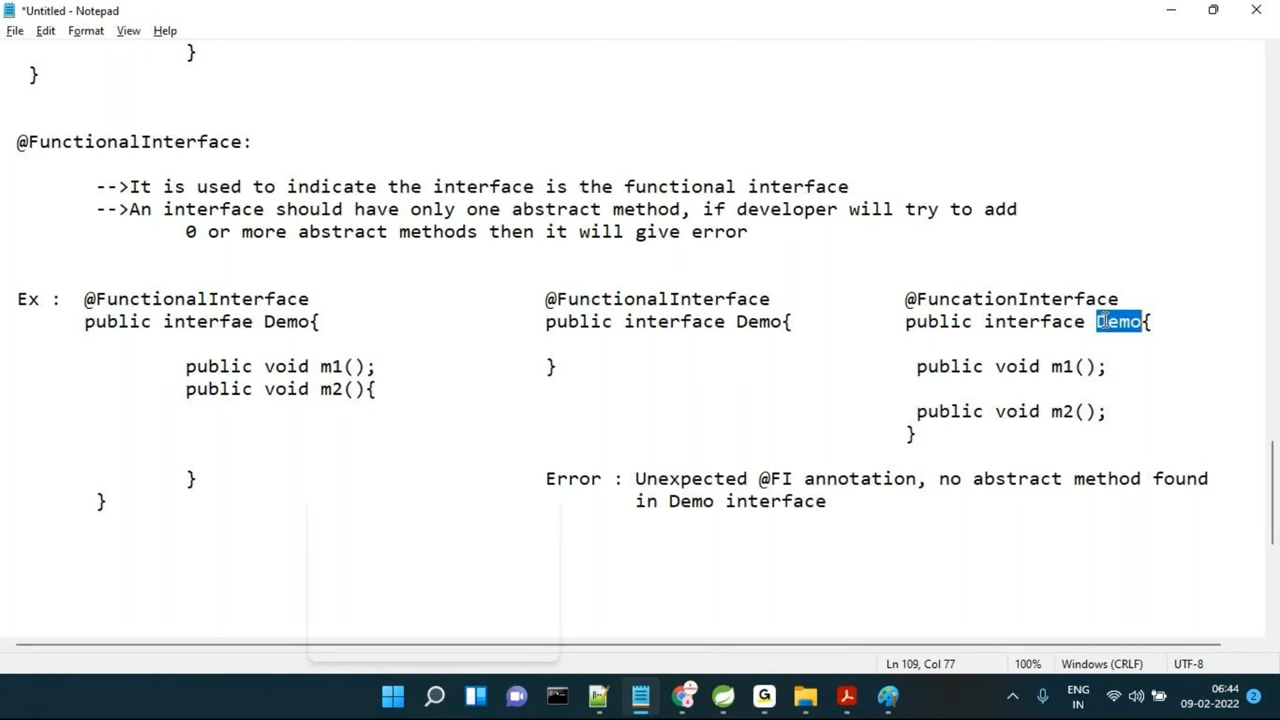 *Untitled - Notepad
File Edit Format View Help
}
}
@FunctionalInterface:
-->It is used to indicate the interface is the functional interface
-->An interface should have only one abstract method, if developer will try to add
0 or more abstract methods then it will give error
Ex : @FunctionalInterface @FunctionalInterface @FuncationInterface
public interfae Demo{ public interface Demo{ public interface Demo{
public void m1(); } public void m1();
public void m2(){
public void m2();
}
} Error : Unexpected @FI annotation, no abstract method found
} in Demo interface
Ln 109, Col 77 100% Windows (CRLF) UTF-8
ENG 06:44
IN 09-02-2022 2